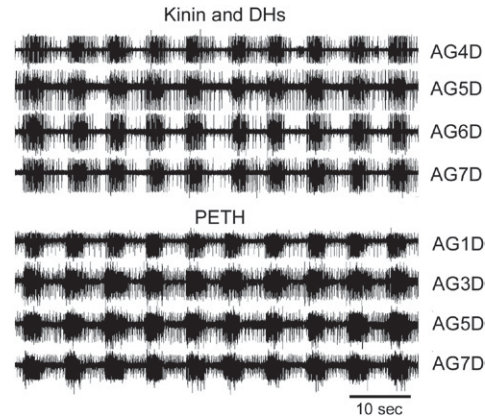 Kinin and DHs
AG4D
AG5D
AG6D
AG7D
PETH
AG1D
AG3D
AG5D
AG7D
10 sec